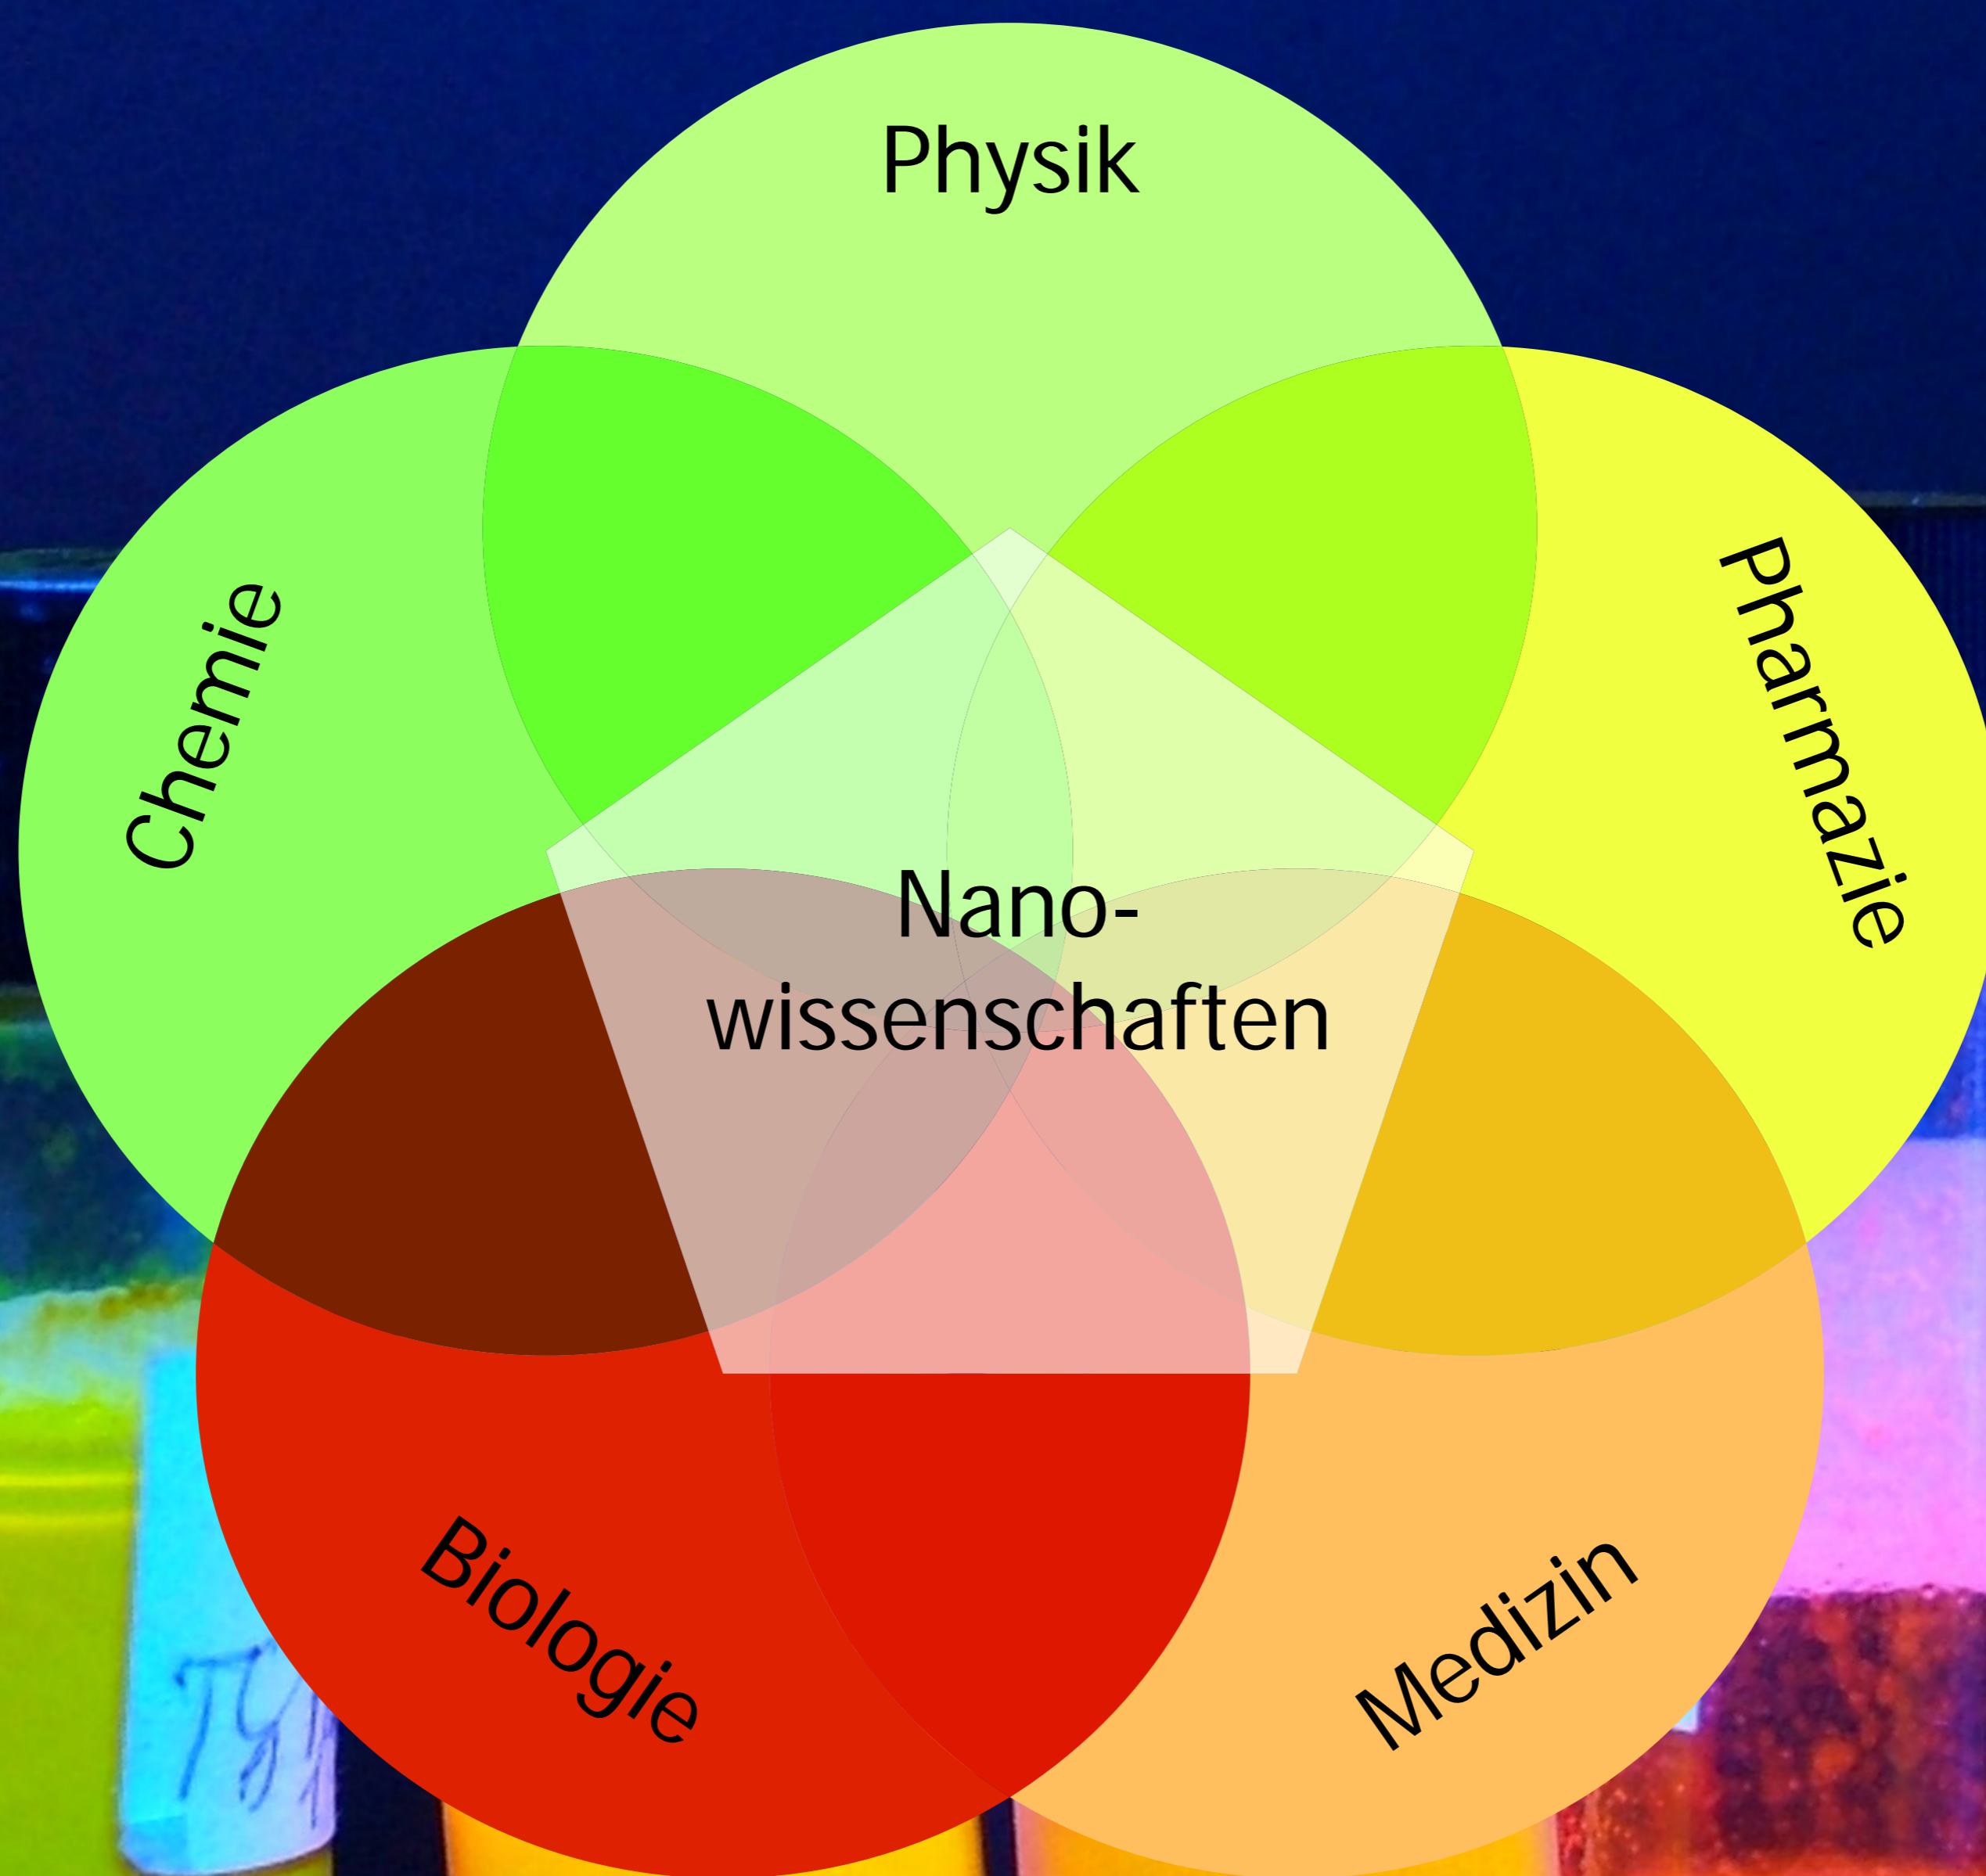 Physik
Chemie
Pharmazie
Nano-
wissenschaften
Biologie
Medizin